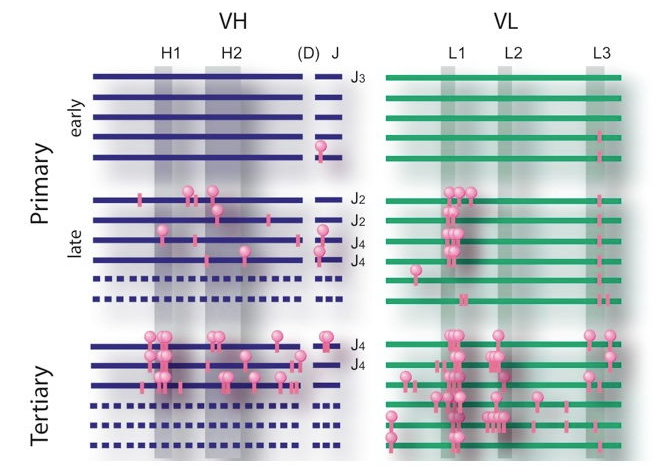 VH VL
H1 H2 (D) J L1 L2 L3
Primary
early
J3
late
J2
J2
J4
J4
Tertiary
J4
J4